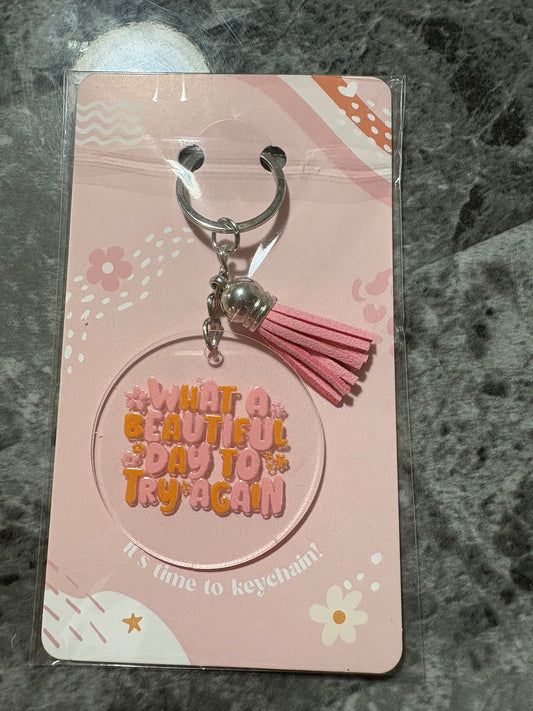 WHAT A
BEAUTIFUL
DAY TO
TRY AGAIN
it's time to keychain!